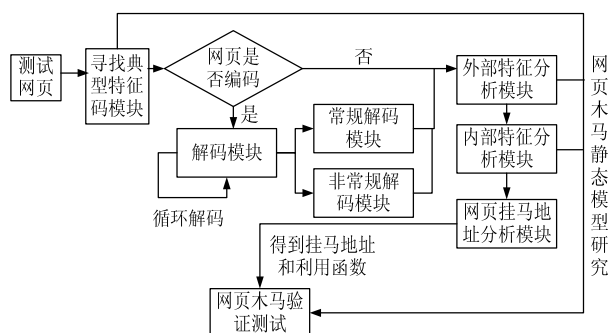 测试
网页
寻找典
型特征
码模块
网页是
否编码
否
是
解码模块
循环解码
常规解码
模块
非常规解
码模块
外部特征分
析模块
内部特征分
析模块
网页挂马地
址分析模块
得到挂马地址
和利用函数
网页木马验
证测试
网页木马静态模型研究